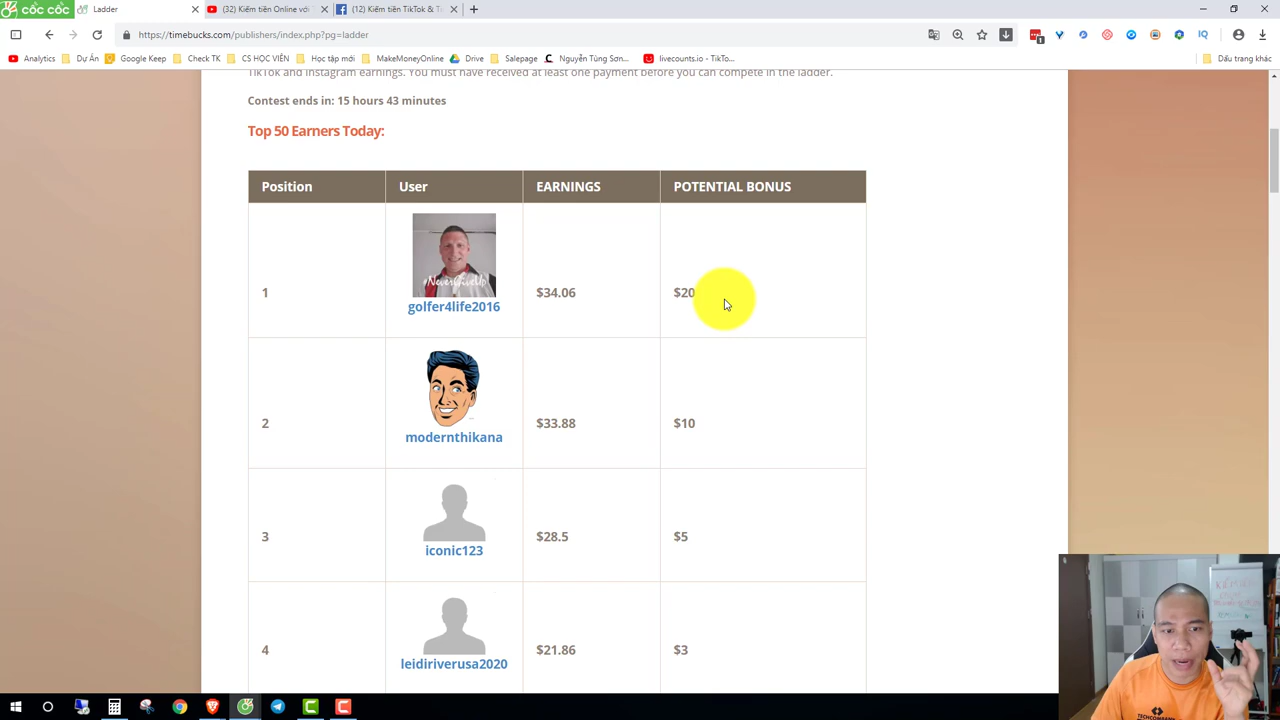 cốc cốc
Ladder
(32) Kiếm tiền Online với T
(12) Kiếm tiền TikTok & T
https://timebucks.com/publishers/index.php?pg=ladder
Analytics
Dự Án
Google Keep
Check TK
CS HỌC VIÊN
Học tập mới
MakeMoneyOnline
Drive
Salepage
Nguyễn Tùng Sơn...
livecounts.io - TikTo...
Dấu trang khác
TikTok and Instagram earnings. You must have received at least one payment before you can compete in the ladder.
Contest ends in: 15 hours 43 minutes
Top 50 Earners Today:
Position User EARNINGS POTENTIAL BONUS
#NeverGiveUp
1 golfer4life2016 $34.06 $20
2 modernthikana $33.88 $10
3 iconic123 $28.5 $5
4 leidiriverusa2020 $21.86 $3